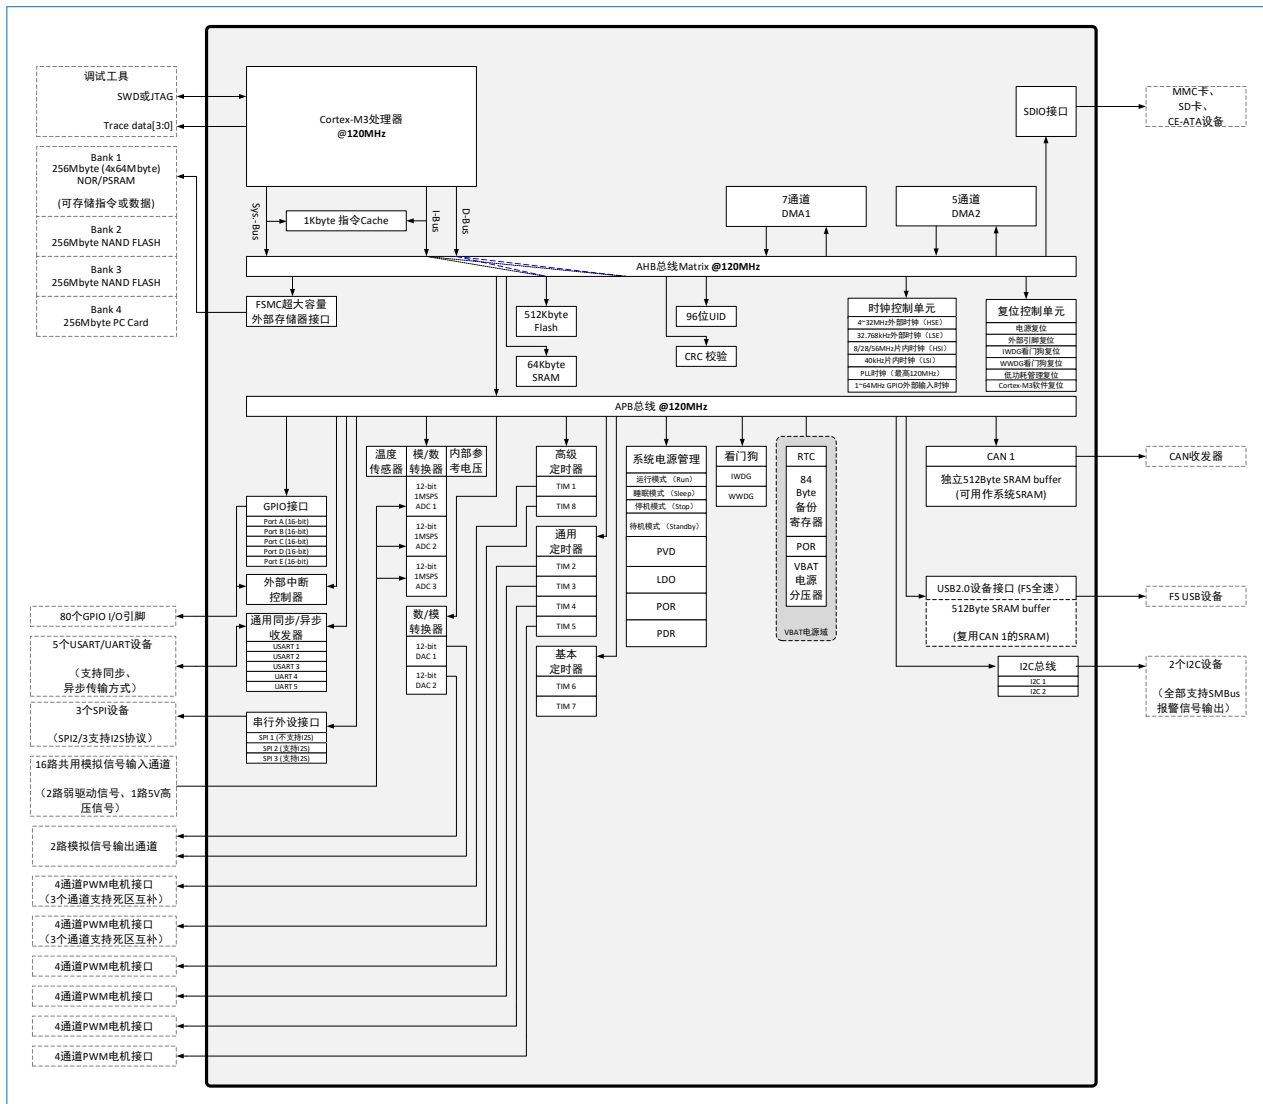 调试工具
SWD或JTAG
Trace data[3:0]
Bank 1
256Mbyte (4x64Mbyte)
NOR/PSRAM
(可存储指令或数据)
Bank 2
256Mbyte NAND FLASH
Bank 3
256Mbyte NAND FLASH
Bank 4
256Mbyte PC Card
Cortex-M3处理器
@120MHz
Sys.-Bus
I-Bus
D-Bus
1Kbyte 指令Cache
7通道
DMA1
5通道
DMA2
SDIO接口
MMC卡、
SD卡、
CE-ATA设备
AHB总线Matrix @120MHz
FSMC超大容量
外部存储器接口
512Kbyte
Flash
64Kbyte
SRAM
96位UID
CRC 校验
时钟控制单元
4~32MHz外部时钟（HSE）
32.768kHz外部时钟（LSE）
8/28/56MHz片内时钟（HSI）
40kHz片内时钟（LSI）
PLL时钟（最高120MHz）
1~64MHz GPIO外部输入时钟
复位控制单元
电源复位
外部引脚复位
IWDG看门狗复位
WWDG看门狗复位
低功耗管理复位
Cortex-M3软件复位
APB总线 @120MHz
GPIO接口
Port A (16-bit)
Port B (16-bit)
Port C (16-bit)
Port D (16-bit)
Port E (16-bit)
外部中断
控制器
通用同步/异步
收发器
USART 1
USART 2
USART 3
UART 4
UART 5
串行外设接口
SPI 1 (不支持I2S)
SPI 2 (支持I2S)
SPI 3 (支持I2S)
温度
传感器
模/数
转换器
内部参
考电压
12-bit
1MSPS
ADC 1
12-bit
1MSPS
ADC 2
12-bit
1MSPS
ADC 3
数/模
转换器
12-bit
DAC 1
12-bit
DAC 2
高级
定时器
TIM 1
TIM 8
通用
定时器
TIM 2
TIM 3
TIM 4
TIM 5
基本
定时器
TIM 6
TIM 7
系统电源管理
运行模式 （Run）
睡眠模式 （Sleep）
停机模式 （Stop）
待机模式 （Standby）
PVD
LDO
POR
PDR
看门狗
IWDG
WWDG
RTC
84
Byte
备份
寄存器
POR
VBAT
电源
分压器
VBAT电源域
CAN 1
独立512Byte SRAM buffer
(可用作系统SRAM)
USB2.0设备接口 (FS全速)
512Byte SRAM buffer
(复用CAN 1的SRAM)
I2C总线
I2C 1
I2C 2
CAN收发器
FS USB设备
2个I2C设备
（全部支持SMBus
报警信号输出）
80个GPIO I/O引脚
5个USART/UART设备
（支持同步、
异步传输方式）
3个SPI设备
（SPI2/3支持I2S协议）
16路共用模拟信号输入通道
（2路弱驱动信号、1路5V高
压信号）
2路模拟信号输出通道
4通道PWM电机接口
（3个通道支持死区互补）
4通道PWM电机接口
（3个通道支持死区互补）
4通道PWM电机接口
4通道PWM电机接口
4通道PWM电机接口
4通道PWM电机接口